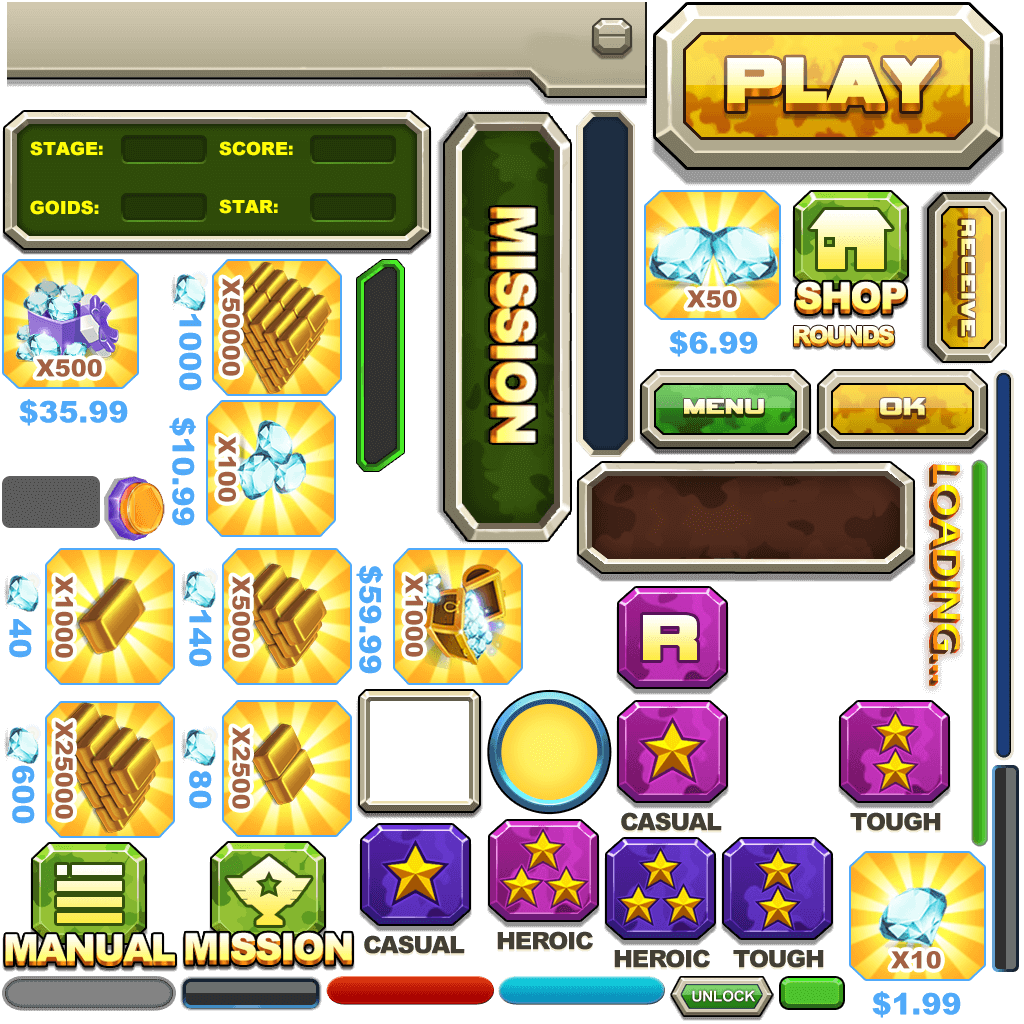 PLAY
STAGE:
SCORE:
GOIDS:
STAR:
MISSION
X50
$6.99
SHOP
ROUNDS
RECEIVE
X500
$35.99
1000
X50000
$10.99
X100
MENU
OK
LOADING...
40
X1000
140
X5000
$59.99
X1000
R
600
X25000
80
X2500
CASUAL
TOUGH
MANUAL
MISSION
CASUAL
HEROIC
HEROIC
TOUGH
X10
$1.99
UNLOCK